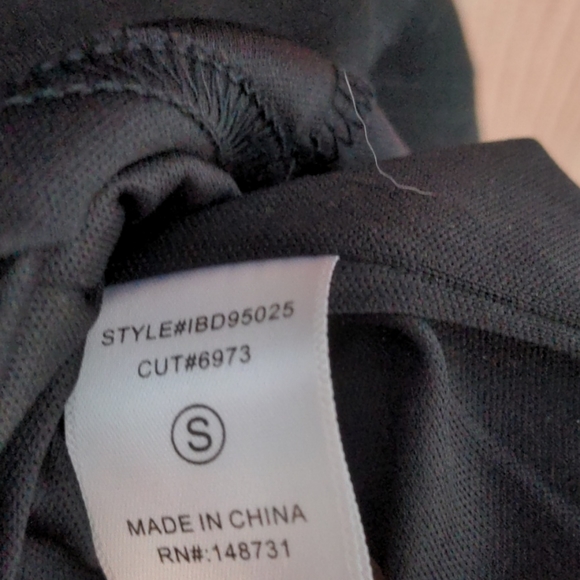 STYLE#IBD95025
CUT#6973
S
MADE IN CHINA
RN#:148731